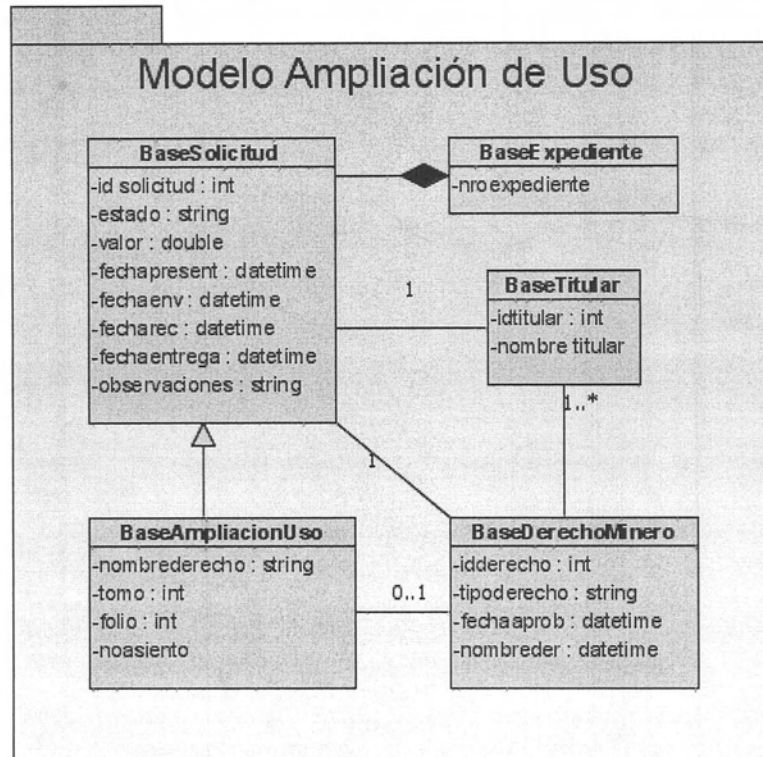 Modelo Ampliación de Uso
BaseSolicitud
-id solicitud : int
-estado : string
-valor : double
-fechapresent : datetime
-fechaenv : datetime
-fecharec : datetime
-fechaentrega : datetime
-observaciones : string
BaseExpediente
-nroexpediente
1
BaseTitular
-idtitular : int
-nombre titular
1..*
1
BaseAmpliacionUso
-nombrederecho : string
-tomo : int
-folio : int
-noasiento
0..1
BaseDerechoMinero
-idderecho : int
-tipoderecho : string
-fechaaprob : datetime
-nombreder : datetime